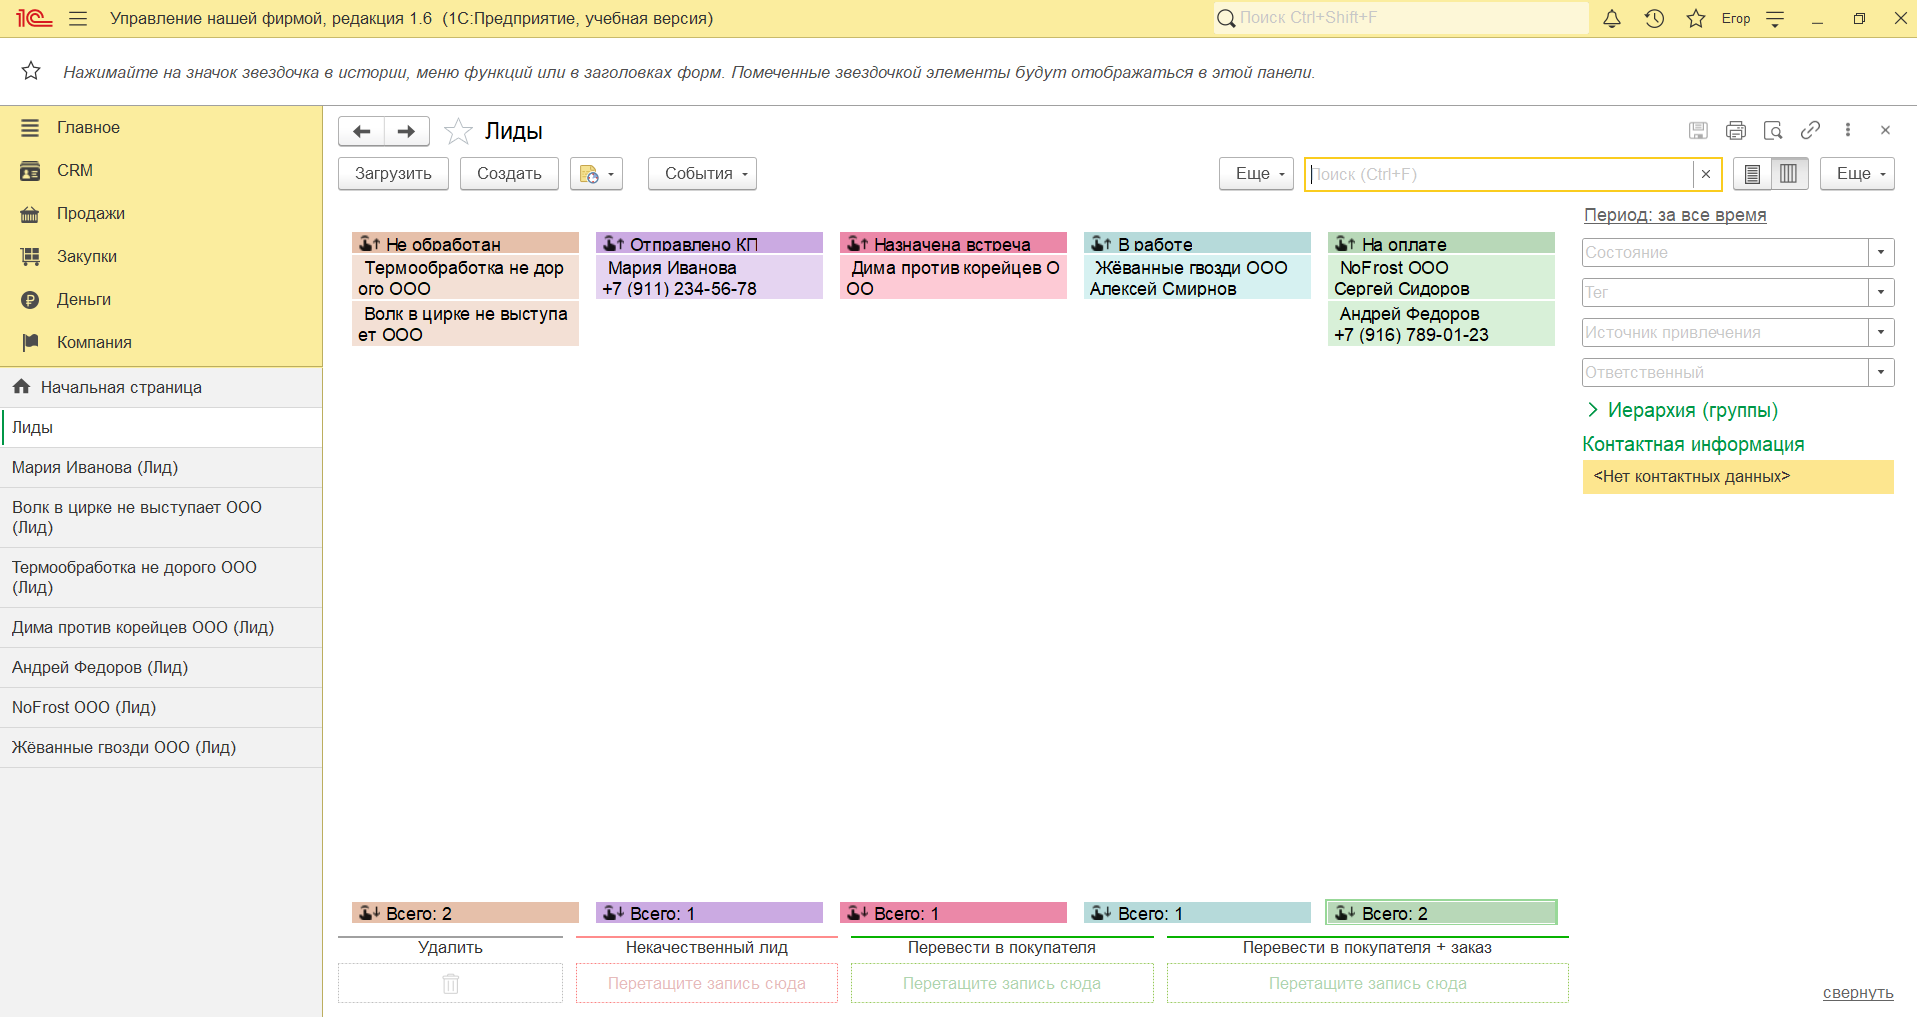 Управление нашей фирмой, редакция 1.6 (1С:Предприятие, учебная версия)
Поиск Ctrl+Shift+F
Егор
Нажимайте на значок звездочка в истории, меню функций или в заголовках форм. Помеченные звездочкой элементы будут отображаться в этой панели.
Главное
CRM
Продажи
Закупки
Деньги
Компания
Начальная страница
Лиды
Мария Иванова (Лид)
Волк в цирке не выступает ООО
(Лид)
Термообработка не дорого ООО
(Лид)
Дима против корейцев ООО (Лид)
Андрей Федоров (Лид)
NoFrost ООО (Лид)
Жёванные гвозди ООО (Лид)
Лиды
Загрузить
Создать
События
Еще
Поиск (Ctrl+F)
Еще
Не обработан
Термообработка не дор
ого ООО
Волк в цирке не выступа
ет ООО
Отправлено КП
Мария Иванова
+7 (911) 234-56-78
Назначена встреча
Дима против корейцев О
ОО
В работе
Жёванные гвозди ООО
Алексей Смирнов
На оплате
NoFrost ООО
Сергей Сидоров
Андрей Федоров
+7 (916) 789-01-23
Период: за все время
Состояние
Тег
Источник привлечения
Ответственный
Иерархия (группы)
Контактная информация
<Нет контактных данных>
Всего: 2
Всего: 1
Всего: 1
Всего: 1
Всего: 2
Удалить
Некачественный лид
Перетащите запись сюда
Перевести в покупателя
Перетащите запись сюда
Перевести в покупателя + заказ
Перетащите запись сюда
свернуть